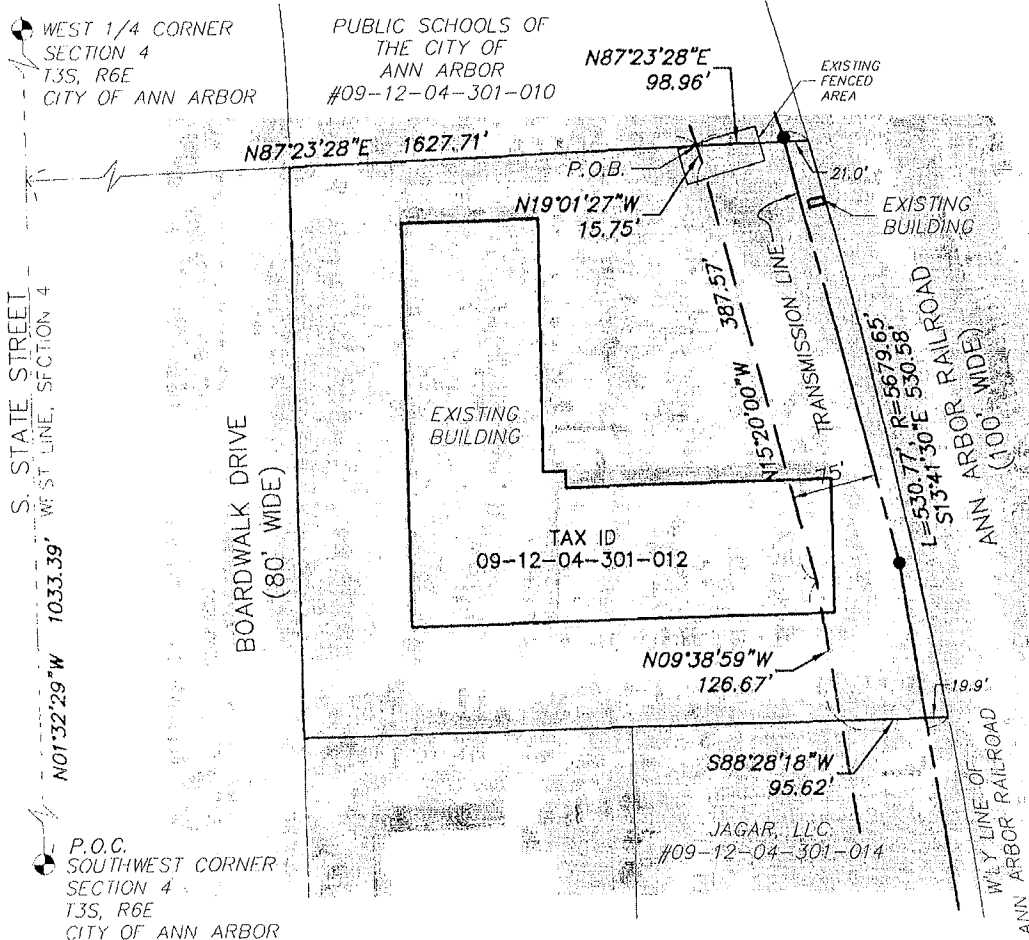 WEST 1/4 CORNER
SECTION 4
T3S, R6E
CITY OF ANN ARBOR
PUBLIC SCHOOLS OF
THE CITY OF
ANN ARBOR
#09-12-04-301-010
N87°23'28"E
98.96'
EXISTING
FENCED
AREA
N87°23'28"E 1627.71'
P.O.B.
21.0'
N19°01'27"W
15.75'
EXISTING
BUILDING
S. STATE STREET
WEST LINE, SECTION 4
N01°32'29"W 1033.39'
BOARDWALK DRIVE
(80' WIDE)
EXISTING
BUILDING
387.57'
N15°20'00"W
TRANSMISSION LINE
75'
L=530.77', R=5679.65'
S13°41'30"E 530.58'
ANN ARBOR RAILROAD
(100' WIDE)
TAX ID
09-12-04-301-012
N09°38'59"W
126.67'
19.9'
S88°28'18"W
95.62'
W'LY LINE OF
ANN ARBOR RAILROAD
JAGAR, LLC
#09-12-04-301-014
P.O.C.
SOUTHWEST CORNER
SECTION 4
T3S, R6E
CITY OF ANN ARBOR